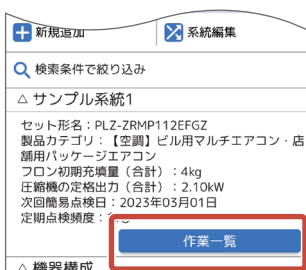 新規追加
系統編集
検索条件で絞り込み
△ サンプル系統1
セット形名：PLZ-ZRMP112EFGZ
製品カテゴリ：【空調】ビル用マルチエアコン・店
舗用パッケージエアコン
フロン初期充填量（合計）：4kg
圧縮機の定格出力（合計）：2.10kW
次回簡易点検日：2023年03月01日
定期点検頻度：
作業一覧
△ 機器構成